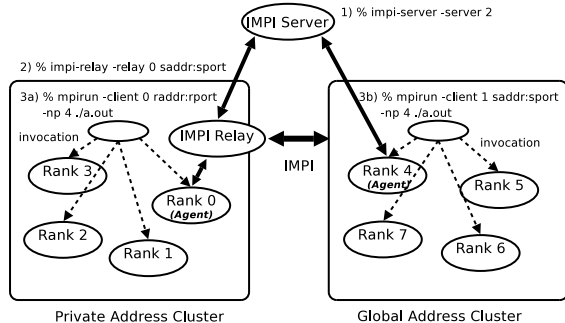 1) % impi-server -server 2
IMPI Server
2) % impi-relay -relay 0 saddr:sport
3a) % mpirun -client 0 raddr:rport
-np 4 ./a.out
invocation
IMPI Relay
Rank 3
Rank 0
(Agent)
Rank 2
Rank 1
Private Address Cluster
IMPI
3b) % mpirun -client 1 saddr:sport
-np 4 ./a.out
invocation
Rank 4
(Agent)
Rank 5
Rank 7
Rank 6
Global Address Cluster